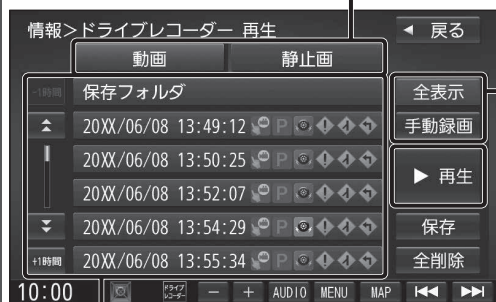 情報>ドライブレコーダー 再生
戻る
動画
静止画
-1時間
保存フォルダ
全表示
20XX/06/08 13:49:12 P
手動録画
20XX/06/08 13:50:25 P
20XX/06/08 13:52:07 P
再生
20XX/06/08 13:54:29 P
保存
+1時間
20XX/06/08 13:55:34 P
全削除
10:00
ドライブ
レコーダー
- + AUDIO MENU MAP